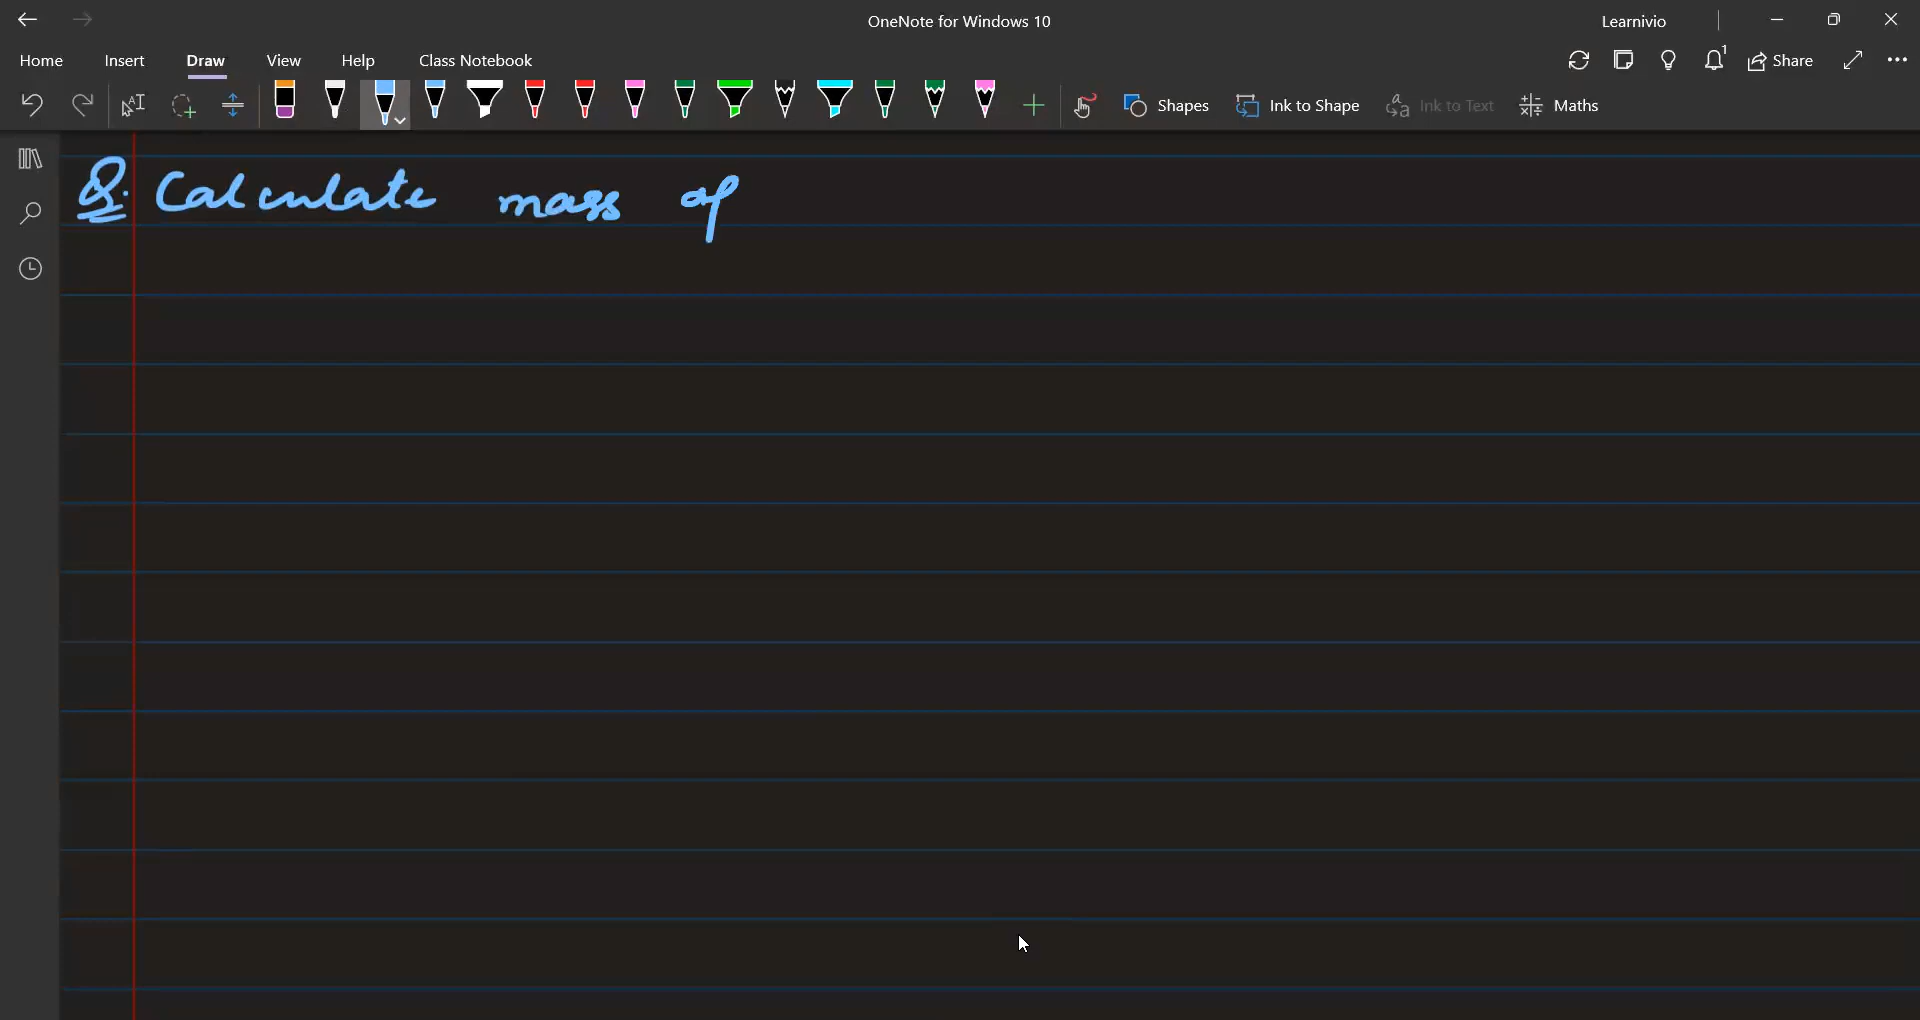 OneNote for Windows 10
Learnivio
Home Insert Draw View Help Class Notebook
1
Share
Shapes Ink to Shape Ink to Text Maths
Q. Calculate mass of